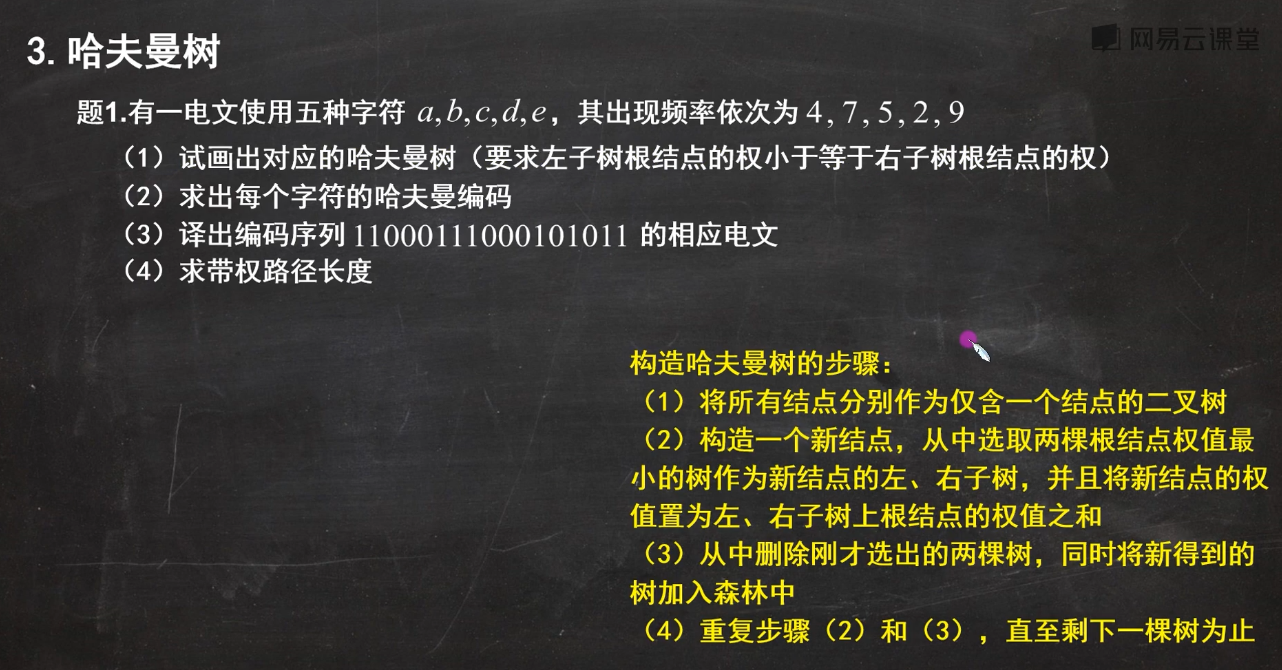 网易云课堂
3. 哈夫曼树
题1.有一电文使用五种字符 a,b,c,d,e，其出现频率依次为 4, 7, 5, 2, 9
（1）试画出对应的哈夫曼树（要求左子树根结点的权小于等于右子树根结点的权）
（2）求出每个字符的哈夫曼编码
（3）译出编码序列 11000111000101011 的相应电文
（4）求带权路径长度
构造哈夫曼树的步骤：
（1）将所有结点分别作为仅含一个结点的二叉树
（2）构造一个新结点，从中选取两棵根结点权值最
小的树作为新结点的左、右子树，并且将新结点的权
值置为左、右子树上根结点的权值之和
（3）从中删除刚才选出的两棵树，同时将新得到的
树加入森林中
（4）重复步骤（2）和（3），直至剩下一棵树为止